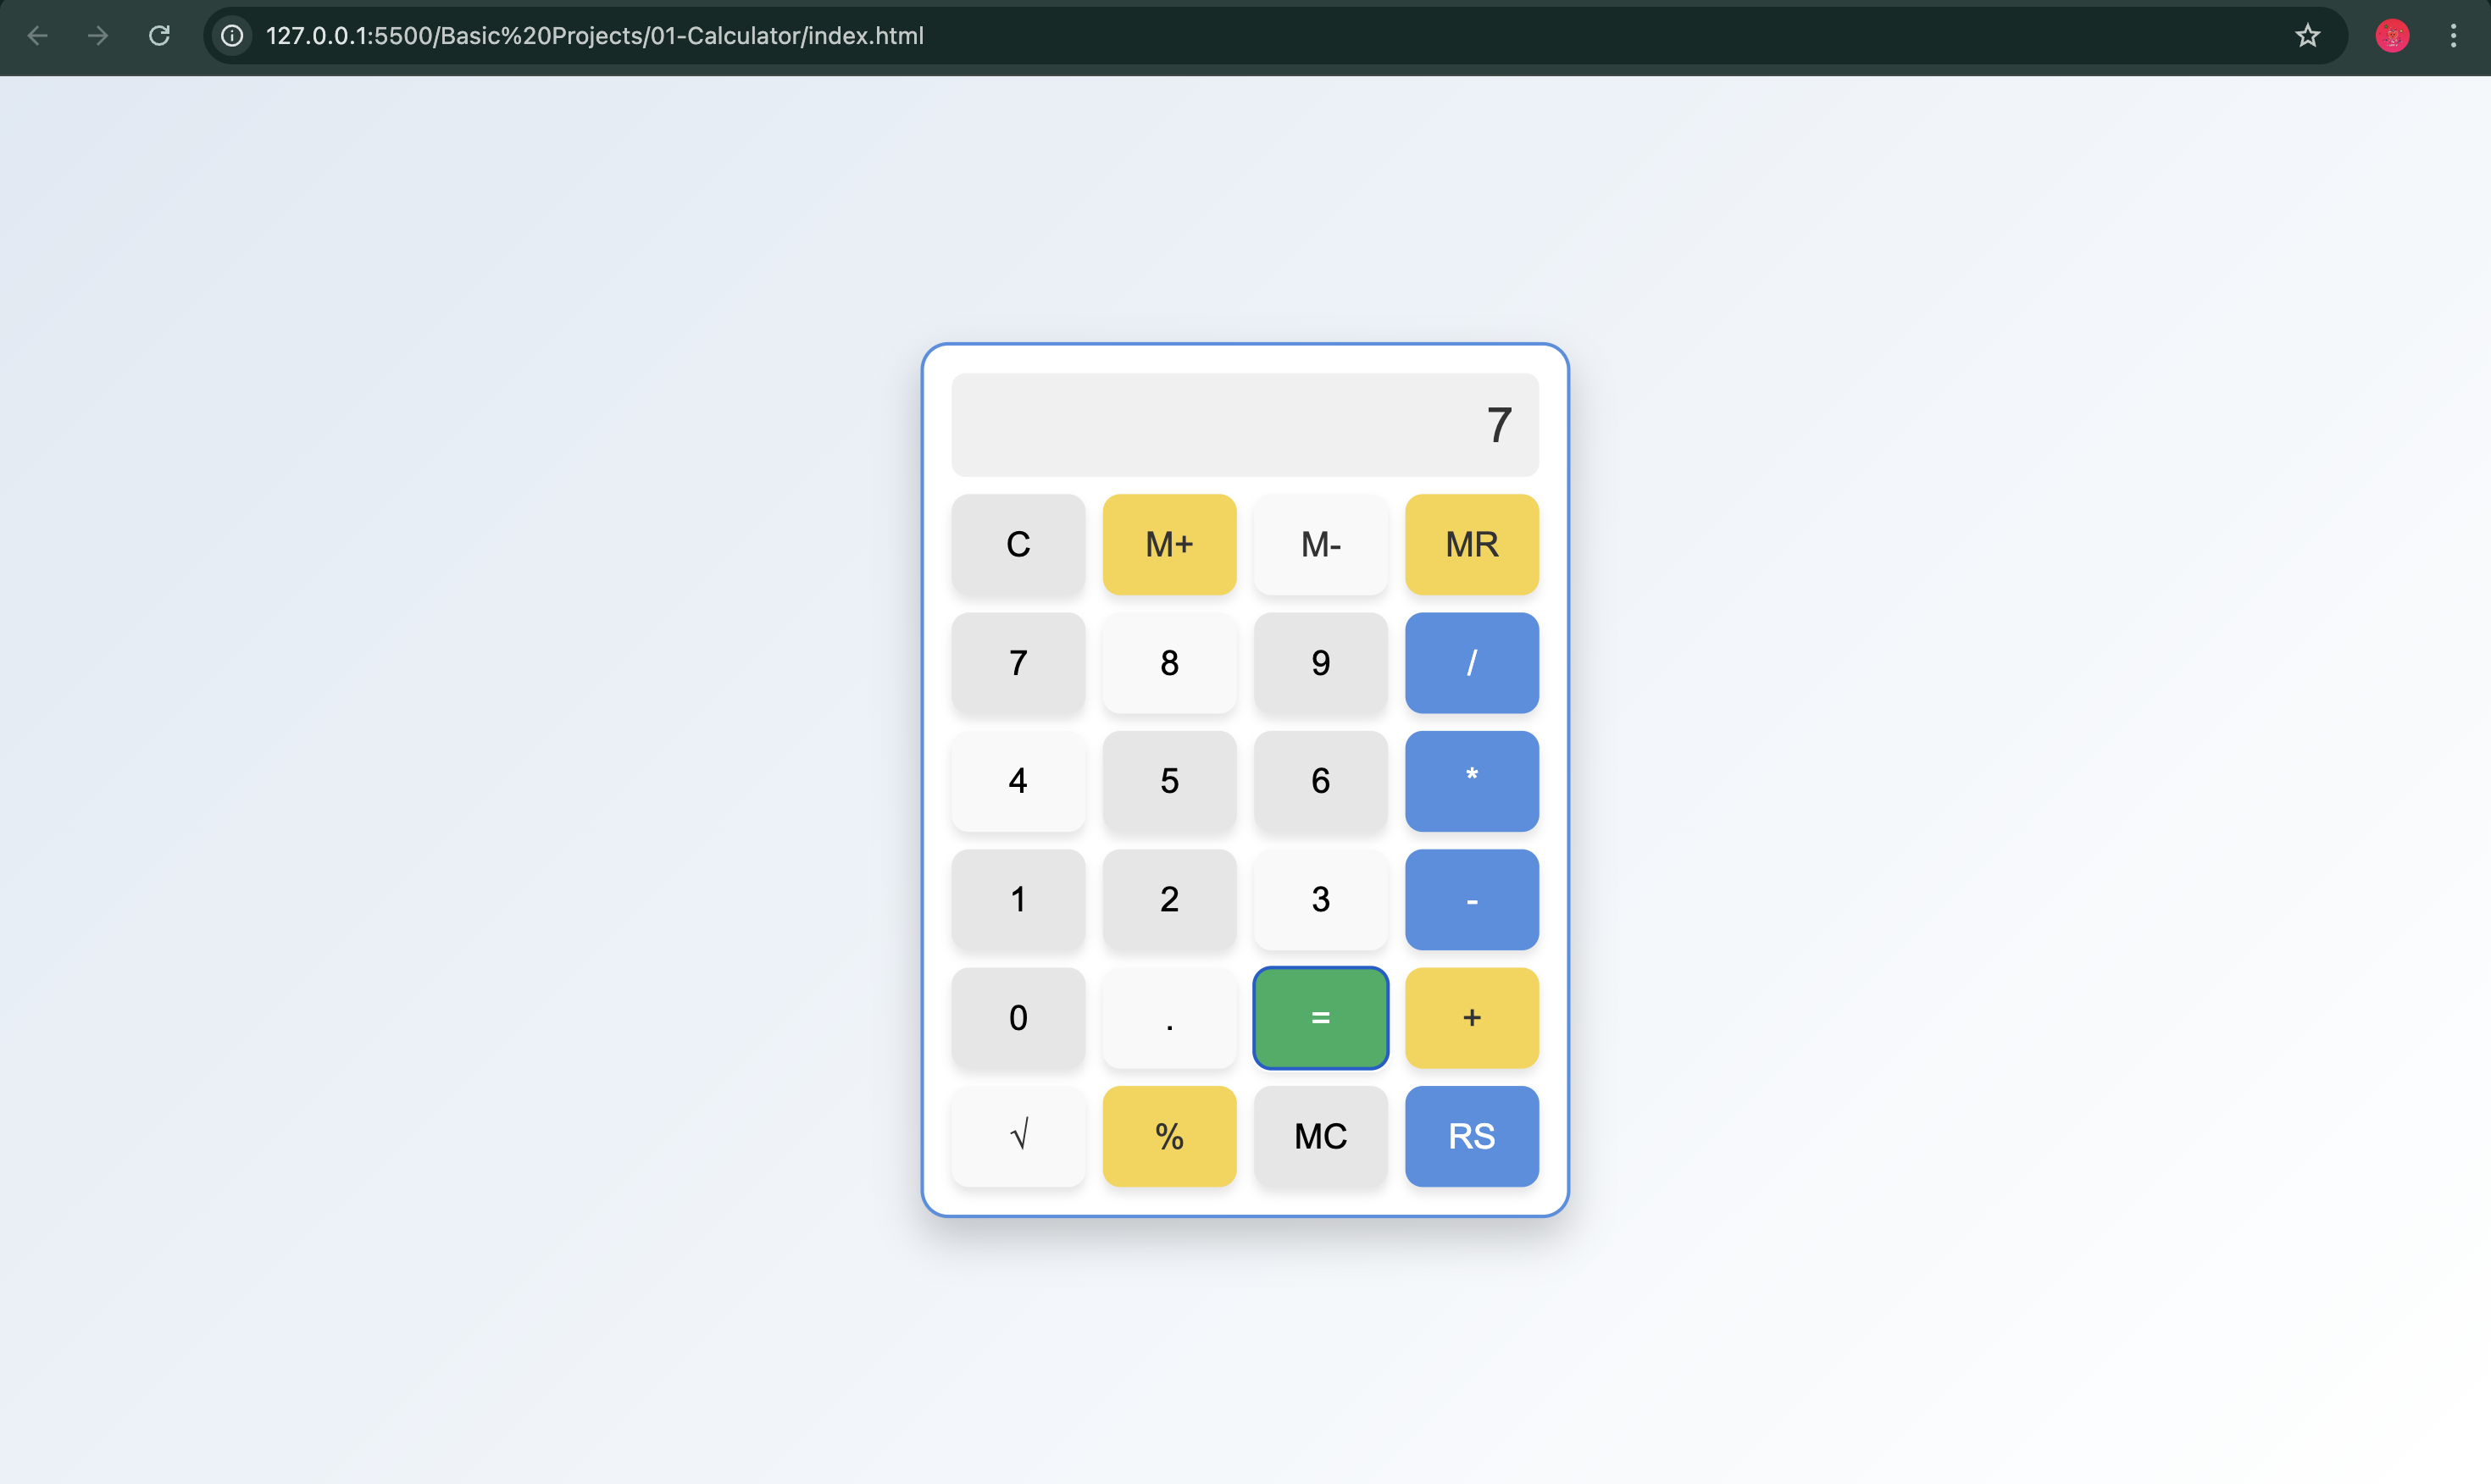 127.0.0.1:5500/Basic%20Projects/01-Calculator/index.html
7
C M+ M- MR
7 8 9 /
4 5 6 *
1 2 3 -
0 . = +
√ % MC RS